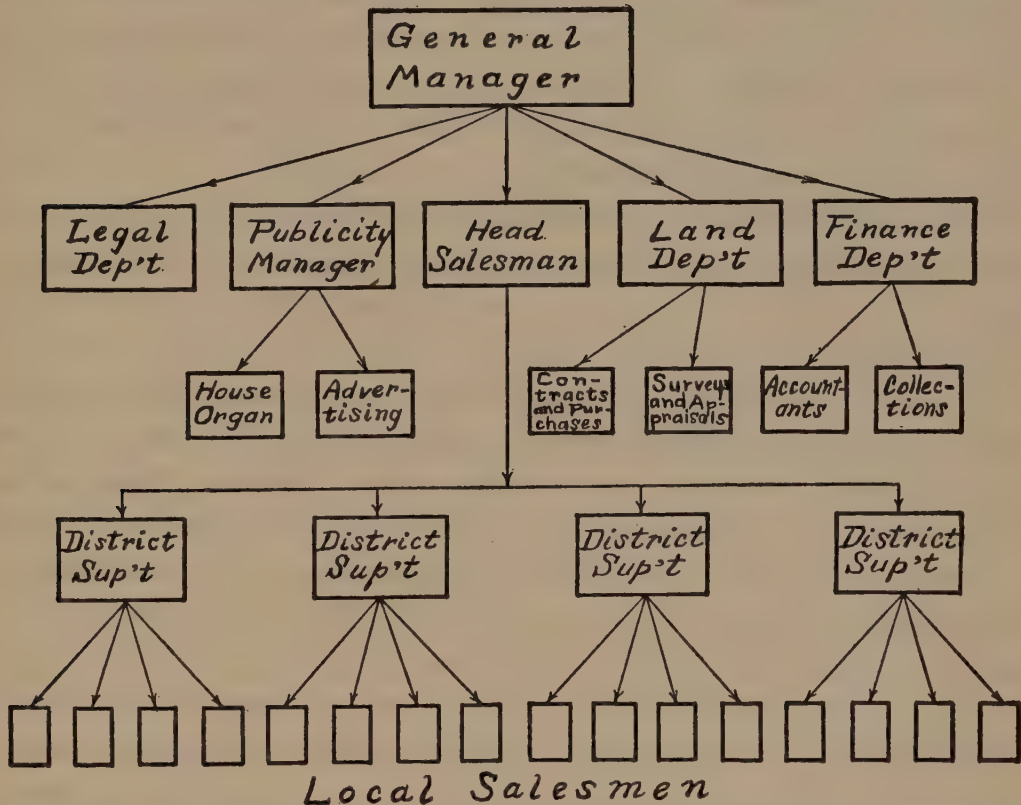 General
Manager
Legal
Dep't.
Publicity
Manager
Head
Salesman
Land
Dep't
Finance
Dep't
House
Organ
Adver-
tising
Con-
tracts
and Pur-
chases
Surveys
and Ap-
praisals
Account-
ants
Collec-
tions
District
Sup't
District
Sup't
District
Sup't
District
Sup't
Local Salesmen